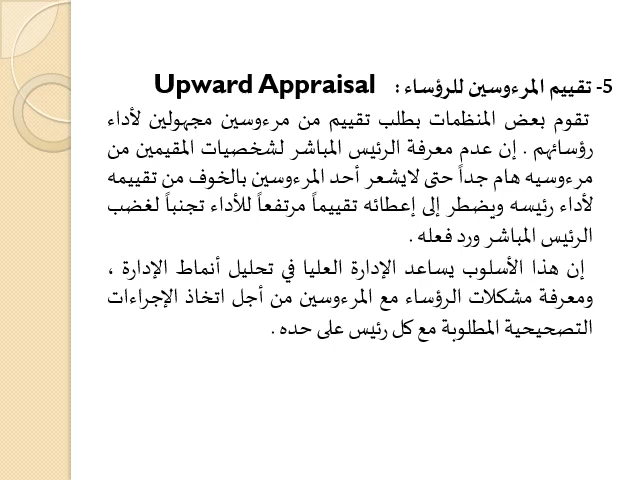 5- تقييم المرءوسين للرؤساء : Upward Appraisal
تقوم بعض المنظمات بطلب تقييم من مرءوسين مجهولين لأداء
رؤسائهم . إن عدم معرفة الرئيس المباشر لشخصيات المقيمين من
مرءوسيه هام جداً حتى لايشعر أحد المرءوسين بالخوف من تقييمه
لأداء رئيسه ويضطر إلى إعطائه تقييماً مرتفعاً للأداء تجنباً لغضب
الرئيس المباشر ورد فعله .
إن هذا الأسلوب يساعد الإدارة العليا في تحليل أنماط الإدارة ،
ومعرفة مشكلات الرؤساء مع المرءوسين من أجل اتخاذ الإجراءات
التصحيحية المطلوبة مع كل رئيس على حده .